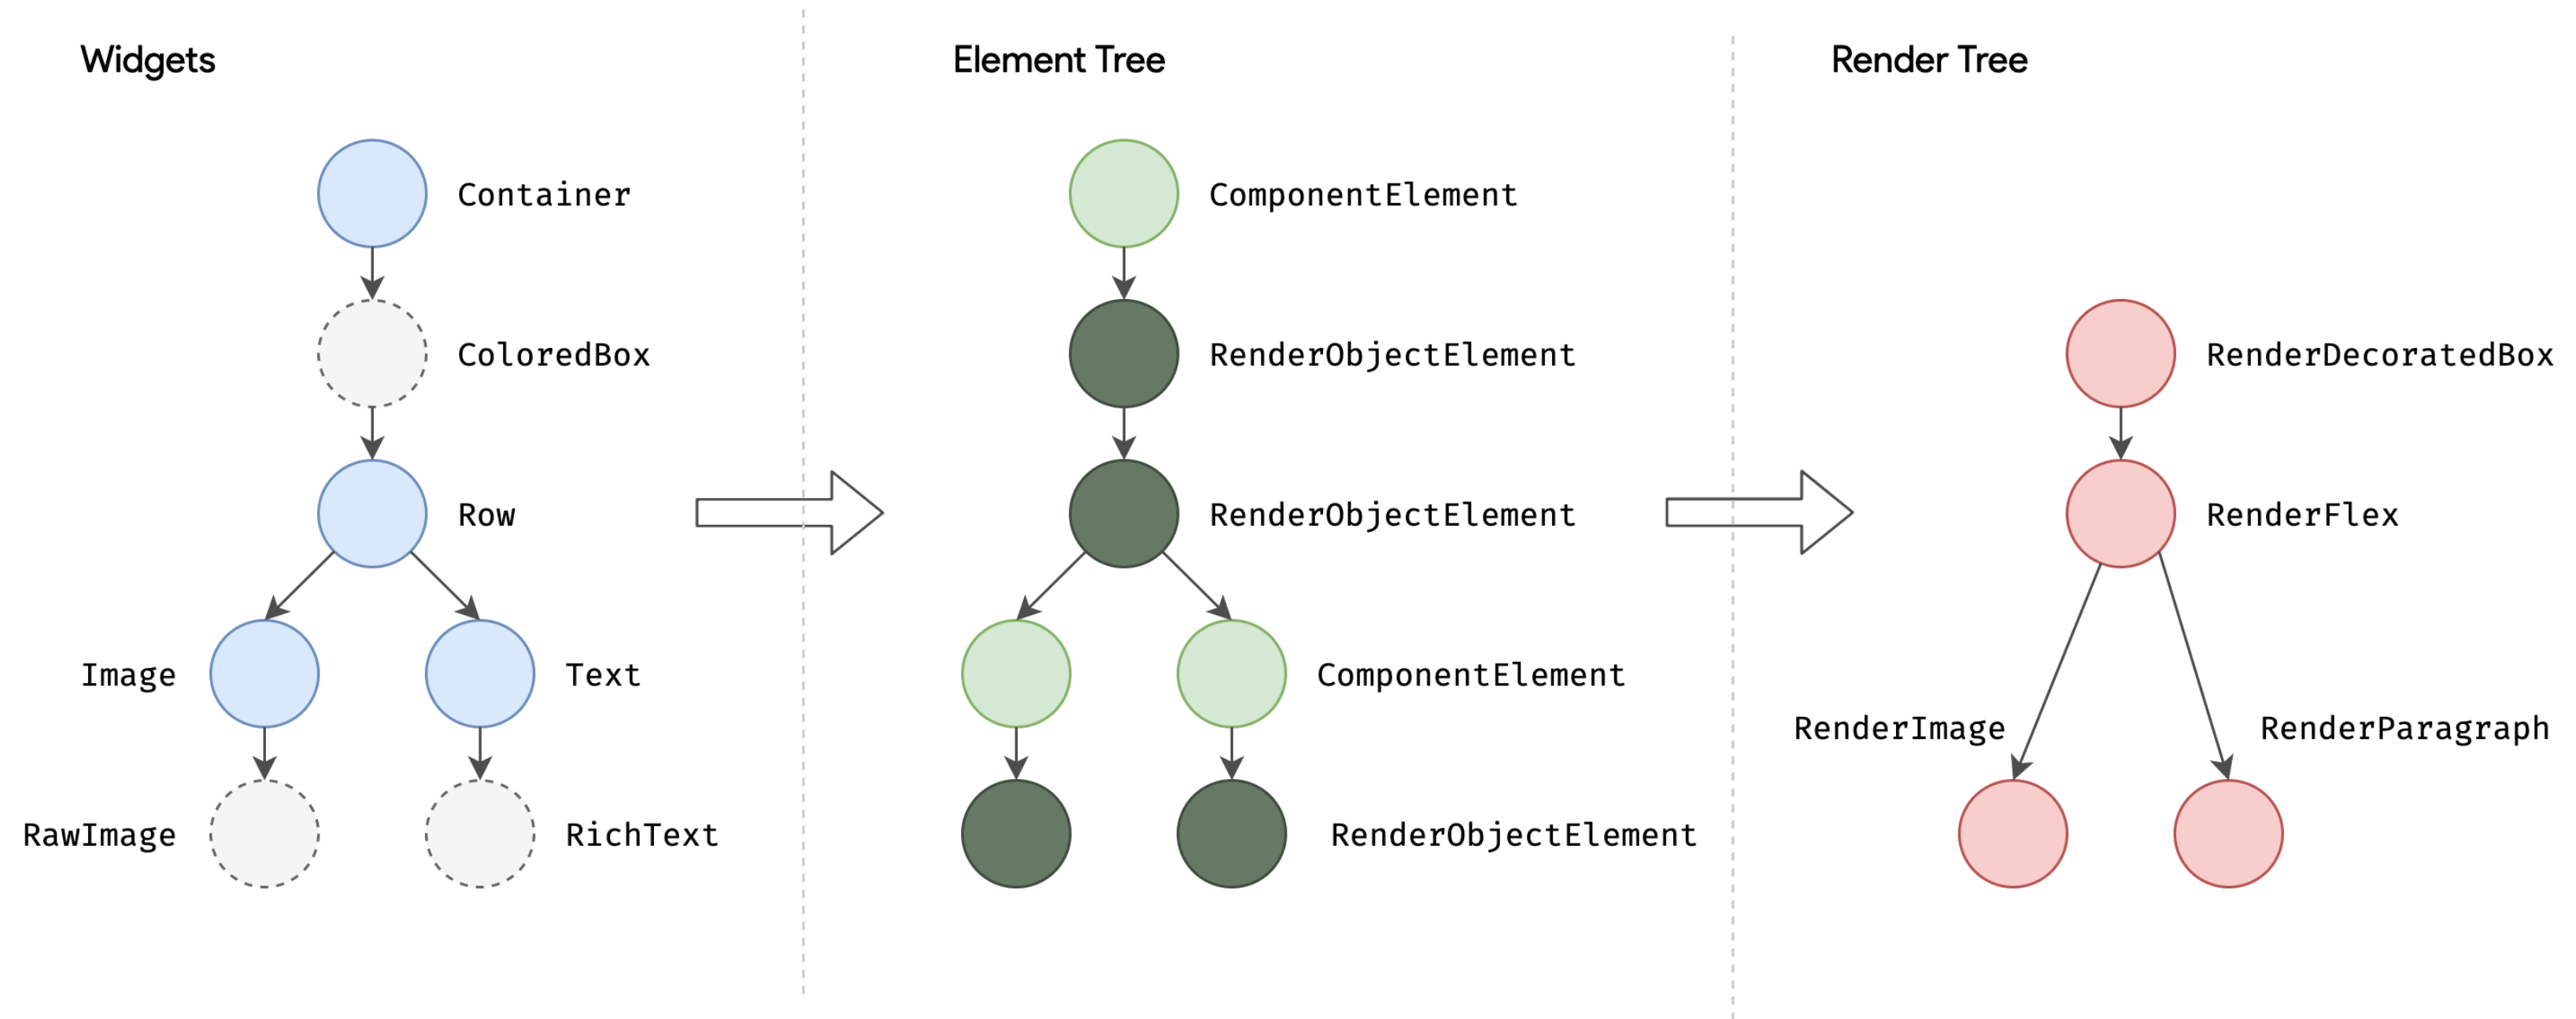 Widgets
Container
ColoredBox
Row
Image
Text
RawImage
RichText
Element Tree
ComponentElement
RenderObjectElement
RenderObjectElement
ComponentElement
RenderObjectElement
Render Tree
RenderDecoratedBox
RenderFlex
RenderImage
RenderParagraph